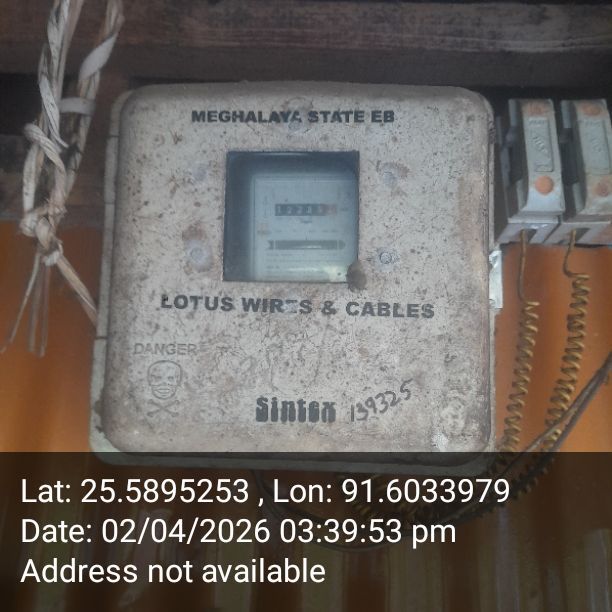 MEGHALAYA STATE EB
LOTUS WIRES & CABLES
DANGER
Sintex 139325
Lat: 25.5895253 , Lon: 91.6033979
Date: 02/04/2026 03:39:53 pm
Address not available